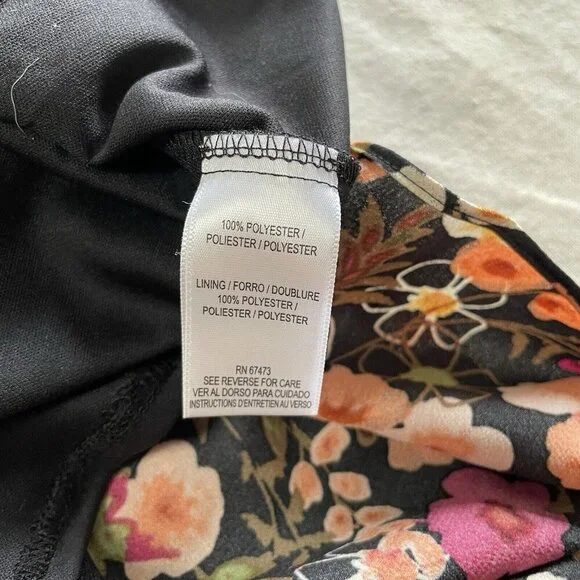 100% POLYESTER /
POLIESTER / POLYESTER
LINING / FORRO / DOUBLURE
100% POLYESTER /
POLIESTER / POLYESTER
RN 67473
SEE REVERSE FOR CARE
VER AL DORSO PARA CUIDADO
INSTRUCTIONS D'ENTRETIEN AU VERSO